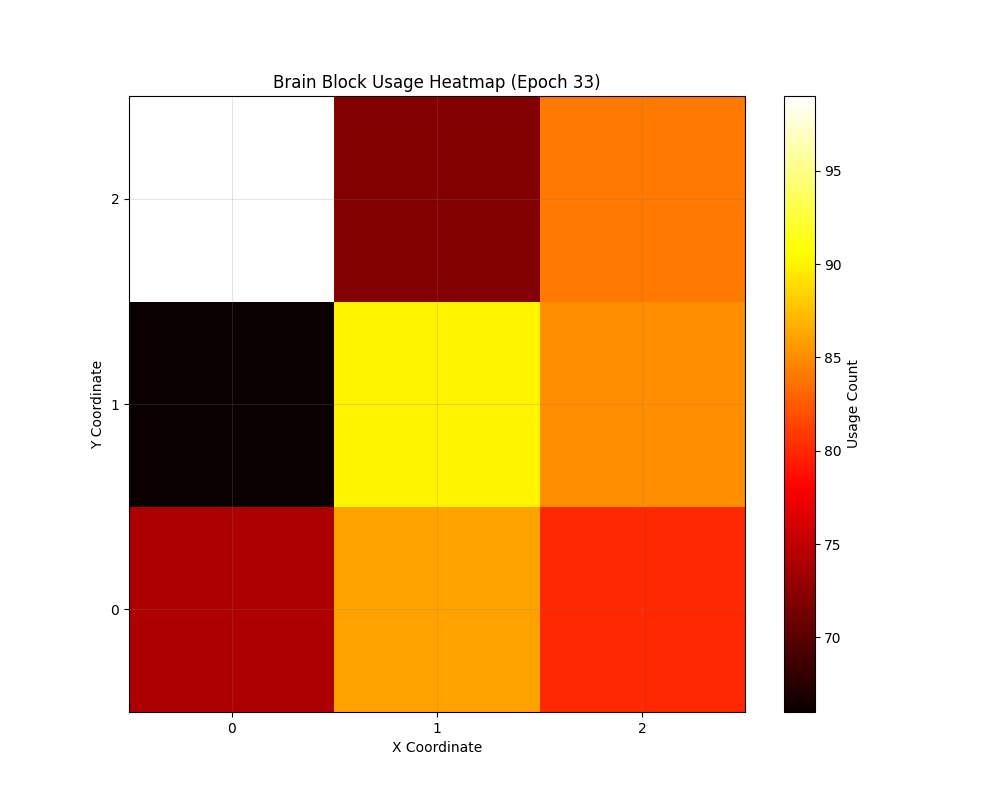 Brain Block Usage Heatmap (Epoch 33)
2
1
0
Y Coordinate
0 1 2
X Coordinate
95
90
85
80
75
70
Usage Count